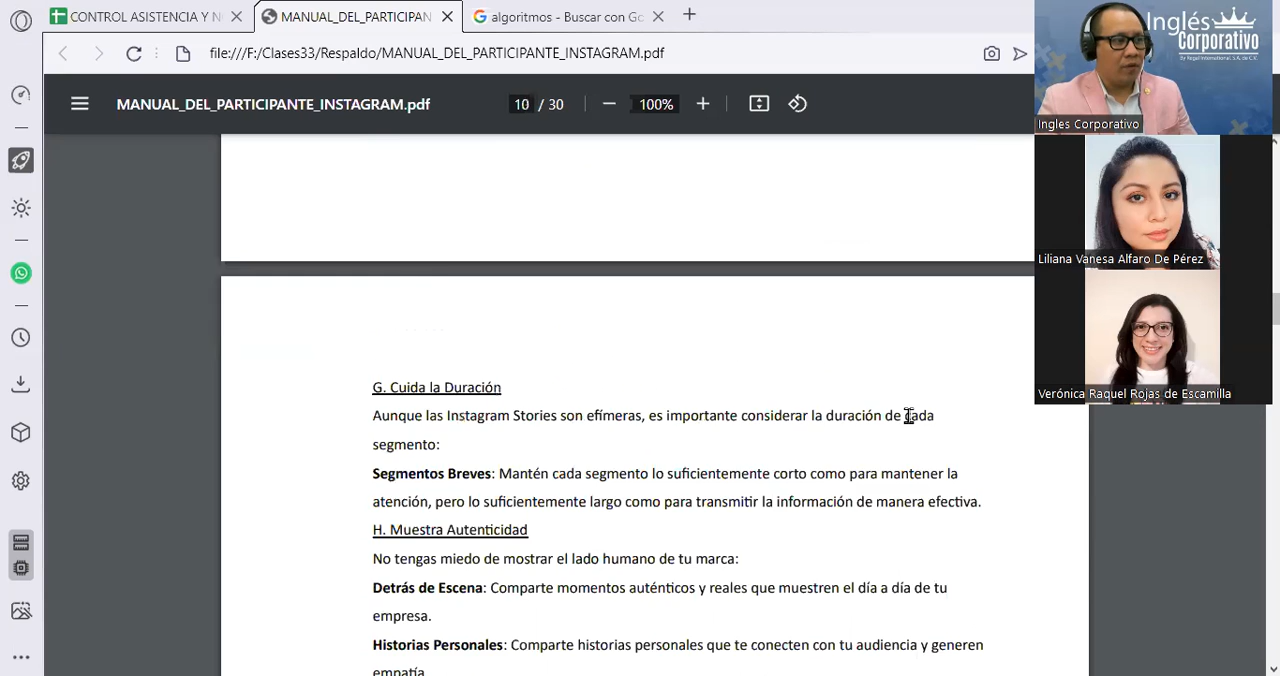 CONTROL ASISTENCIA Y N
MANUAL_DEL_PARTICIPAN
algoritmos - Buscar con Go
file:///F:/Clases33/Respaldo/MANUAL_DEL_PARTICIPANTE_INSTAGRAM.pdf
MANUAL_DEL_PARTICIPANTE_INSTAGRAM.pdf
10 / 30
100%
Inglés
Corporativo
By Regal International, S.A. de C.V.
Ingles Corporativo
Liliana Vanesa Alfaro De Pérez
Verónica Raquel Rojas de Escamilla
G. Cuida la Duración
Aunque las Instagram Stories son efímeras, es importante considerar la duración de cada
segmento:
Segmentos Breves: Mantén cada segmento lo suficientemente corto como para mantener la
atención, pero lo suficientemente largo como para transmitir la información de manera efectiva.
H. Muestra Autenticidad
No tengas miedo de mostrar el lado humano de tu marca:
Detrás de Escena: Comparte momentos auténticos y reales que muestren el día a día de tu
empresa.
Historias Personales: Comparte historias personales que te conecten con tu audiencia y generen
empatía.